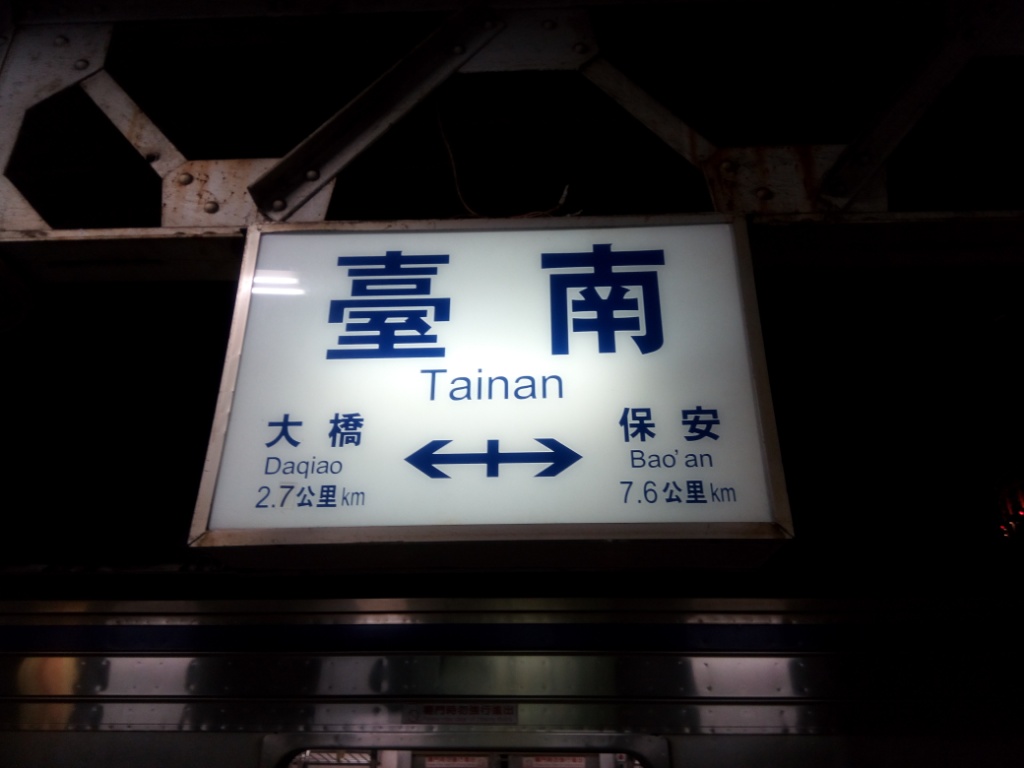 臺南
Tainan
大橋
Daqiao
2.7公里km
保安
Bao'an
7.6公里km